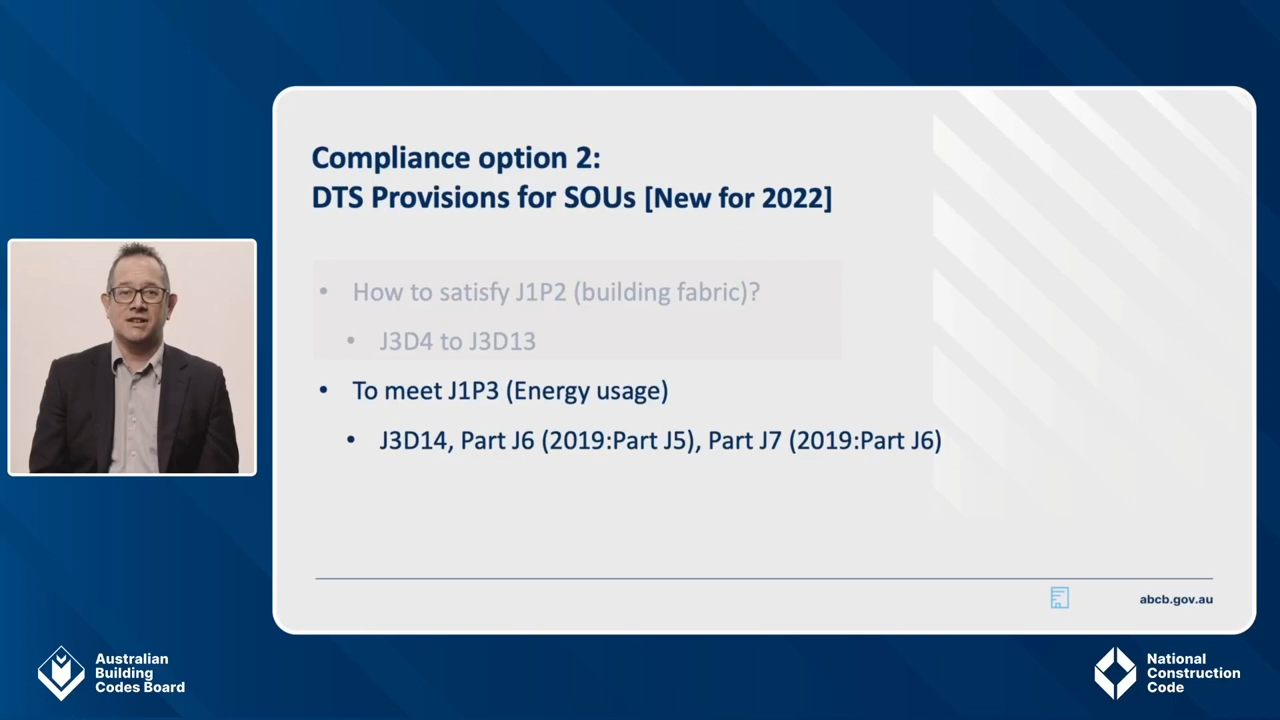 Compliance option 2:
DTS Provisions for SOUs [New for 2022]
• How to satisfy J1P2 (building fabric)?
• J3D4 to J3D13
• To meet J1P3 (Energy usage)
• J3D14, Part J6 (2019:Part J5), Part J7 (2019:Part J6)
abcb.gov.au
Australian
Building
Codes Board
National
Construction
Code